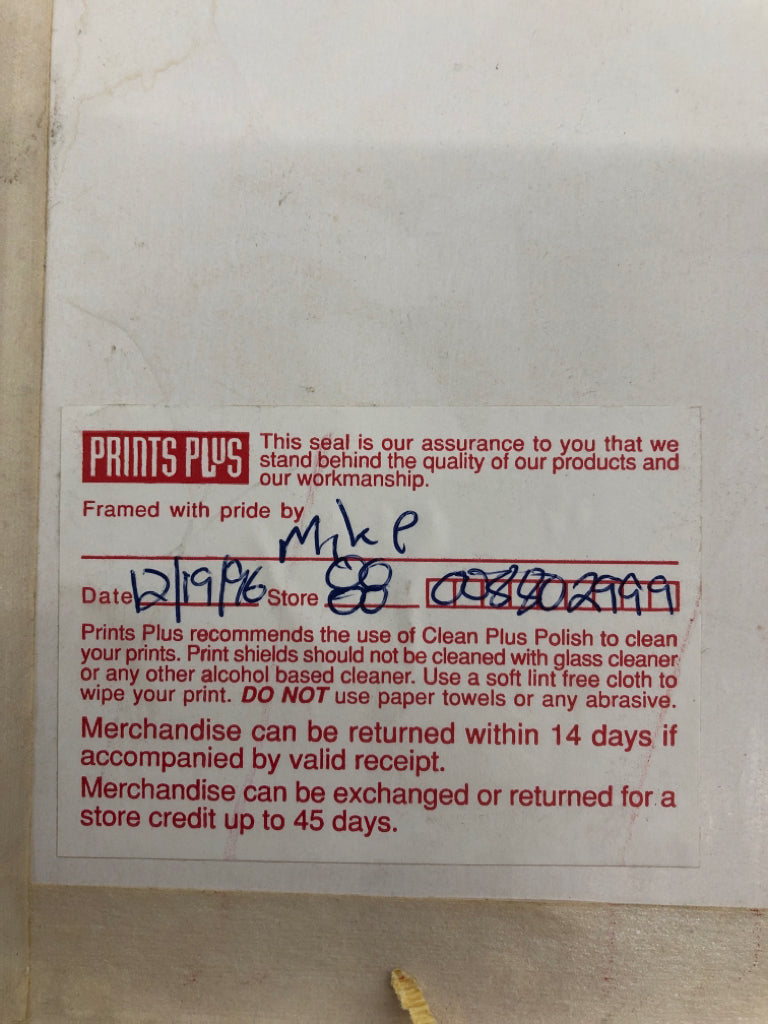 PRINTS PLUS
This seal is our assurance to you that we
stand behind the quality of our products and
our workmanship.
Framed with pride by Mike
Date 12/19/96 Store 88 008802999
Prints Plus recommends the use of Clean Plus Polish to clean
your prints. Print shields should not be cleaned with glass cleaner
or any other alcohol based cleaner. Use a soft lint free cloth to
wipe your print. DO NOT use paper towels or any abrasive.
Merchandise can be returned within 14 days if
accompanied by valid receipt.
Merchandise can be exchanged or returned for a
store credit up to 45 days.